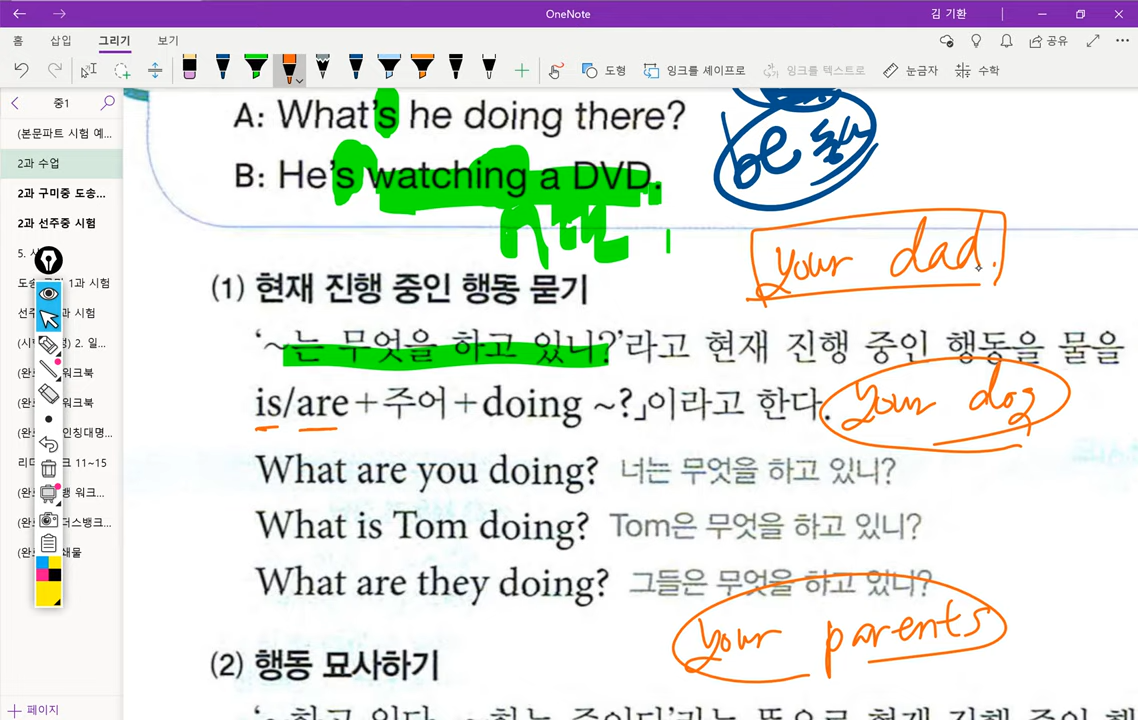 OneNote
김 기환
홈 삽입 그리기 보기
공유
도형 잉크를 셰이프로 잉크를 텍스트로 눈금자 수학
중1
(본문파트 시험 예...
2과 수업
2과 구미중 도송...
2과 선주중 시험
5.
1과 시험
과 시험
2. 일...
워크북
워크북
인칭대명...
11~15
워크...
더스뱅크...
쇄물
페이지
A: What's he doing there?
B: He's watching a DVD.
be 동사
your dad.
(1) 현재 진행 중인 행동 묻기
'~는 무엇을 하고 있니?'라고 현재 진행 중인 행동을 물을
is/are+주어+doing ~?」이라고 한다.
your dog
What are you doing? 너는 무엇을 하고 있니?
What is Tom doing? Tom은 무엇을 하고 있니?
What are they doing? 그들은 무엇을 하고 있니?
your parents
(2) 행동 묘사하기